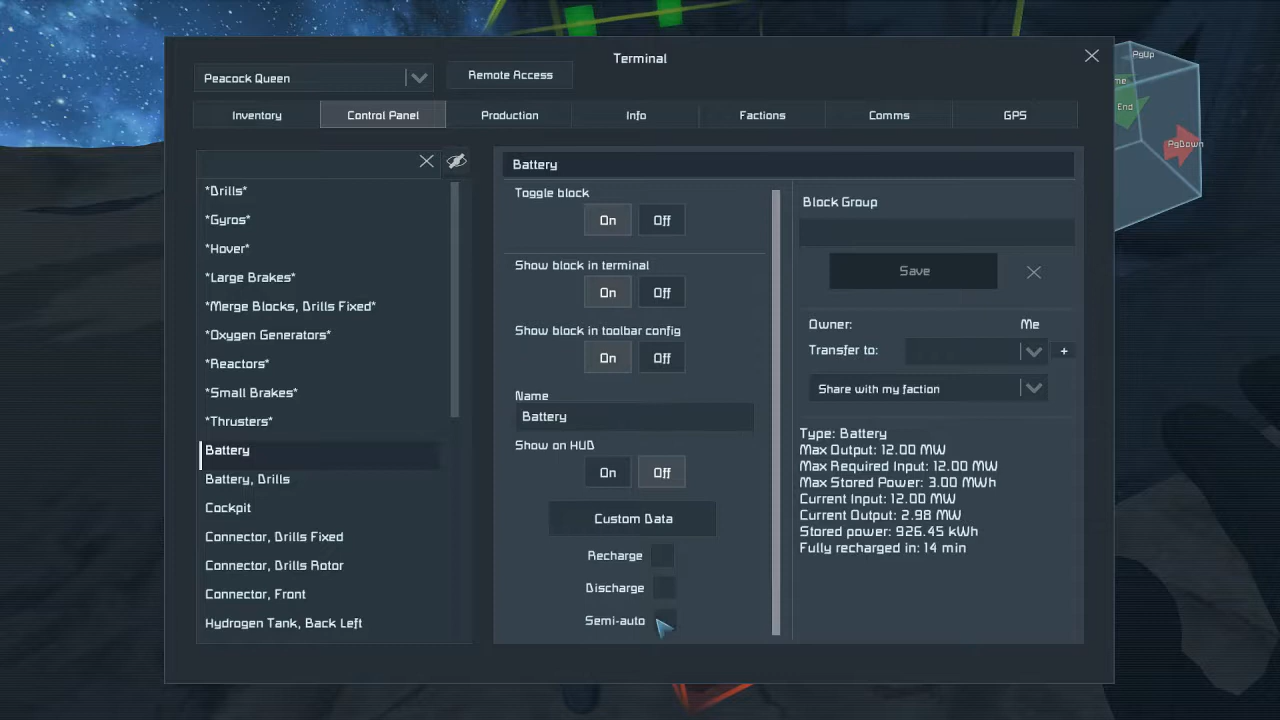 Terminal
Peacock Queen
Remote Access
Inventory
Control Panel
Production
Info
Factions
Comms
GPS
*Drills*
*Gyros*
*Hover*
*Large Brakes*
*Merge Blocks, Drills Fixed*
*Oxygen Generators*
*Reactors*
*Small Brakes*
*Thrusters*
Battery
Battery, Drills
Cockpit
Connector, Drills Fixed
Connector, Drills Rotor
Connector, Front
Hydrogen Tank, Back Left
Battery
Toggle block
On Off
Show block in terminal
On Off
Show block in toolbar config
On Off
Name
Battery
Show on HUD
On Off
Custom Data
Recharge
Discharge
Semi-auto
Block Group
Save
Owner: Me
Transfer to: +
Share with my faction
Type: Battery
Max Output: 12.00 MW
Max Required Input: 12.00 MW
Max Stored Power: 3.00 MWh
Current Input: 12.00 MW
Current Output: 2.98 MW
Stored power: 926.45 kWh
Fully recharged in: 14 min
PgUp
me
End
PgDown